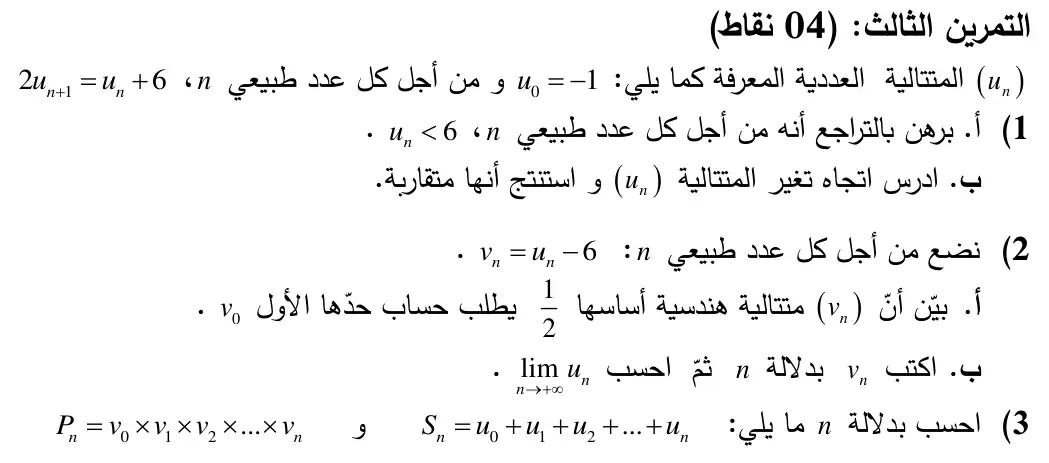 التمرين الثالث: (04 نقاط)
(uₙ) المتتالية العددية المعرفة كما يلي: u₀ = −1 و من أجل كل عدد طبيعي n، 2uₙ₊₁ = uₙ + 6
1) أ. برهن بالتراجع أنه من أجل كل عدد طبيعي n، uₙ < 6 .
ب. ادرس اتجاه تغير المتتالية (uₙ) و استنتج أنها متقاربة.
2) نضع من أجل كل عدد طبيعي n : vₙ = uₙ − 6 .
أ. بيّن أنّ (vₙ) متتالية هندسية أساسها 1/2 يطلب حساب حدّها الأول v₀ .
ب. اكتب vₙ بدلالة n ثمّ احسب lim uₙ n→+∞ .
3) احسب بدلالة n ما يلي: Sₙ = u₀ + u₁ + u₂ + ... + uₙ و Pₙ = v₀ × v₁ × v₂ × ... × vₙ